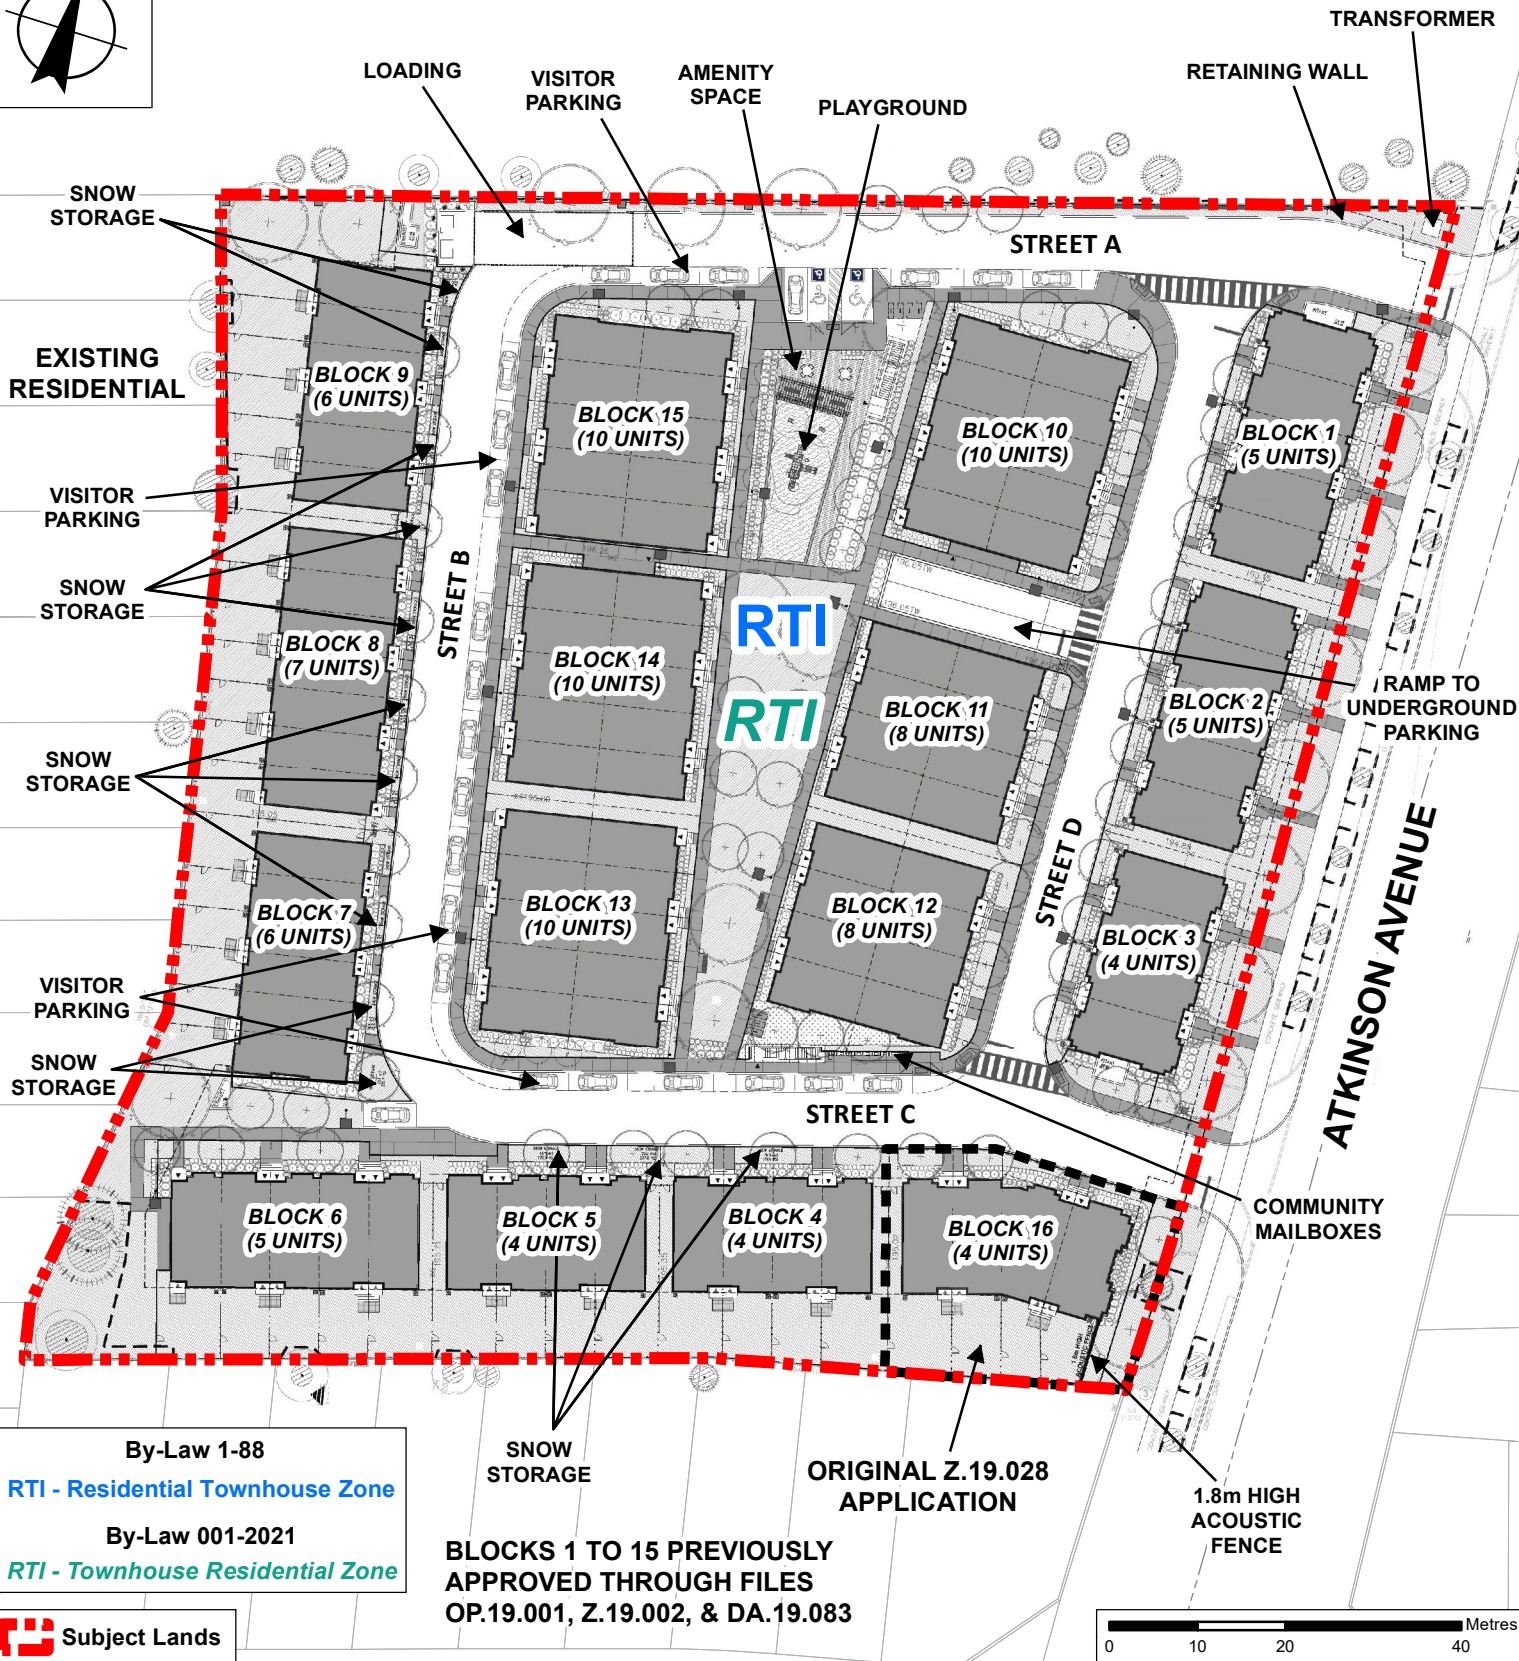 TRANSFORMER
LOADING
VISITOR
PARKING
AMENITY
SPACE
PLAYGROUND
RETAINING WALL
SNOW
STORAGE
STREET A
EXISTING
RESIDENTIAL
BLOCK 9
(6 UNITS)
BLOCK 15
(10 UNITS)
BLOCK 10
(10 UNITS)
BLOCK 1
(5 UNITS)
VISITOR
PARKING
SNOW
STORAGE
STREET B
RTI
RTI
BLOCK 8
(7 UNITS)
BLOCK 14
(10 UNITS)
BLOCK 11
(8 UNITS)
BLOCK 2
(5 UNITS)
RAMP TO
UNDERGROUND
PARKING
SNOW
STORAGE
BLOCK 7
(6 UNITS)
BLOCK 13
(10 UNITS)
BLOCK 12
(8 UNITS)
STREET D
BLOCK 3
(4 UNITS)
ATKINSON AVENUE
VISITOR
PARKING
SNOW
STORAGE
STREET C
COMMUNITY
MAILBOXES
BLOCK 6
(5 UNITS)
BLOCK 5
(4 UNITS)
BLOCK 4
(4 UNITS)
BLOCK 16
(4 UNITS)
SNOW
STORAGE
ORIGINAL Z.19.028
APPLICATION
1.8m HIGH
ACOUSTIC
FENCE
By-Law 1-88
RTI - Residential Townhouse Zone
By-Law 001-2021
RTI - Townhouse Residential Zone
BLOCKS 1 TO 15 PREVIOUSLY
APPROVED THROUGH FILES
OP.19.001, Z.19.002, & DA.19.083
Subject Lands
Metres
0 10 20 40